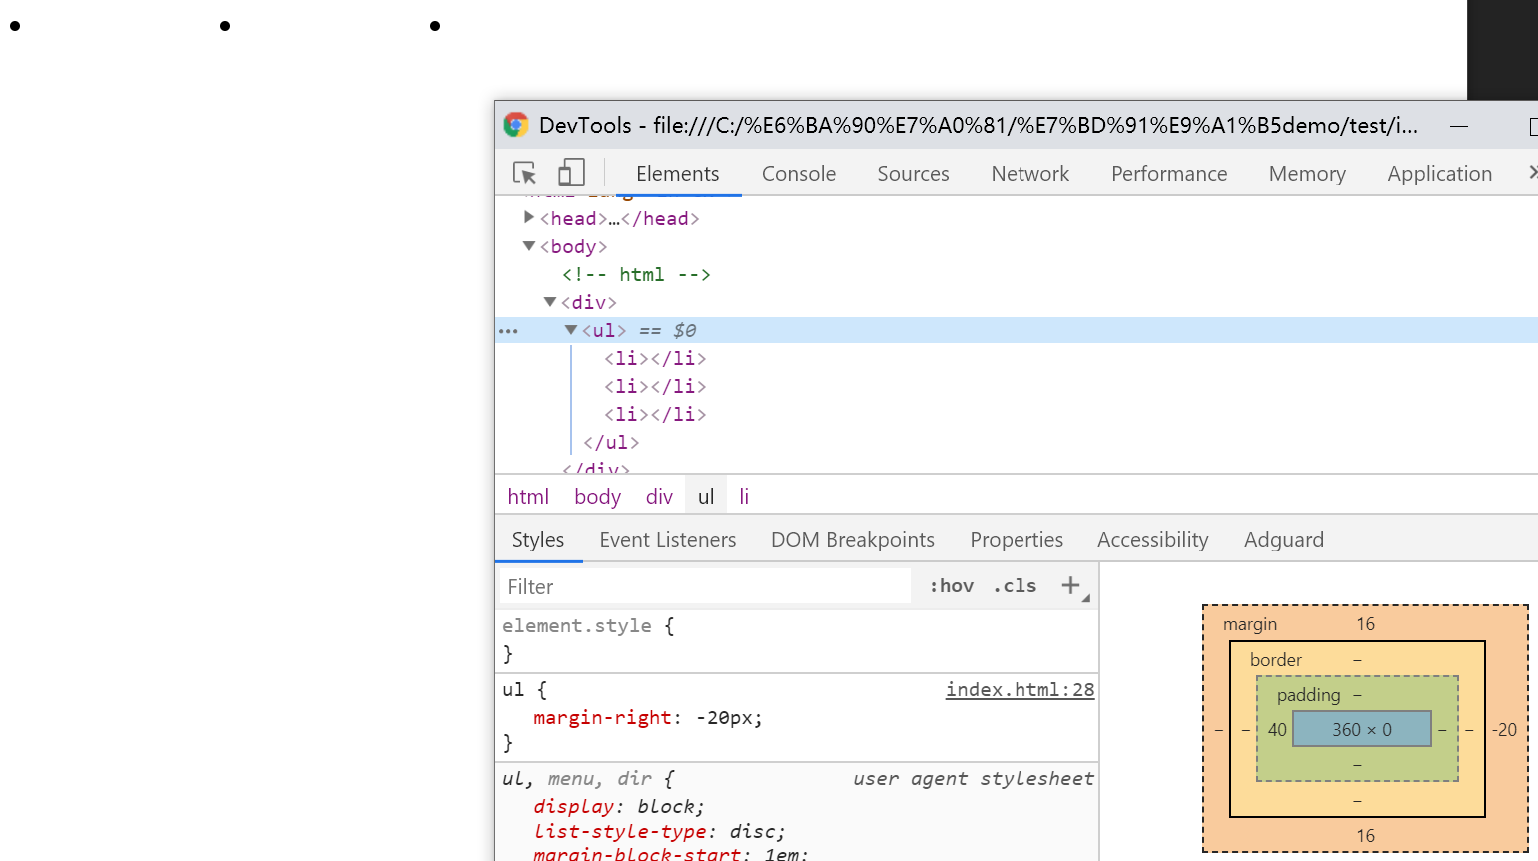 DevTools - file:///C:/%E6%BA%90%E7%A0%81/%E7%BD%91%E9%A1%B5demo/test/i...
Elements Console Sources Network Performance Memory Application »
<head>…</head>
<body>
<!-- html -->
<div>
••• <ul> == $0
<li></li>
<li></li>
<li></li>
</ul>
</div>
html body div ul li
Styles Event Listeners DOM Breakpoints Properties Accessibility Adguard
Filter :hov .cls +
element.style {
}
ul { index.html:28
margin-right: -20px;
}
ul, menu, dir { user agent stylesheet
display: block;
list-style-type: disc;
margin-block-start: 1em;
margin 16
border –
padding –
– – 40 360 × 0 – – -20
–
–
16